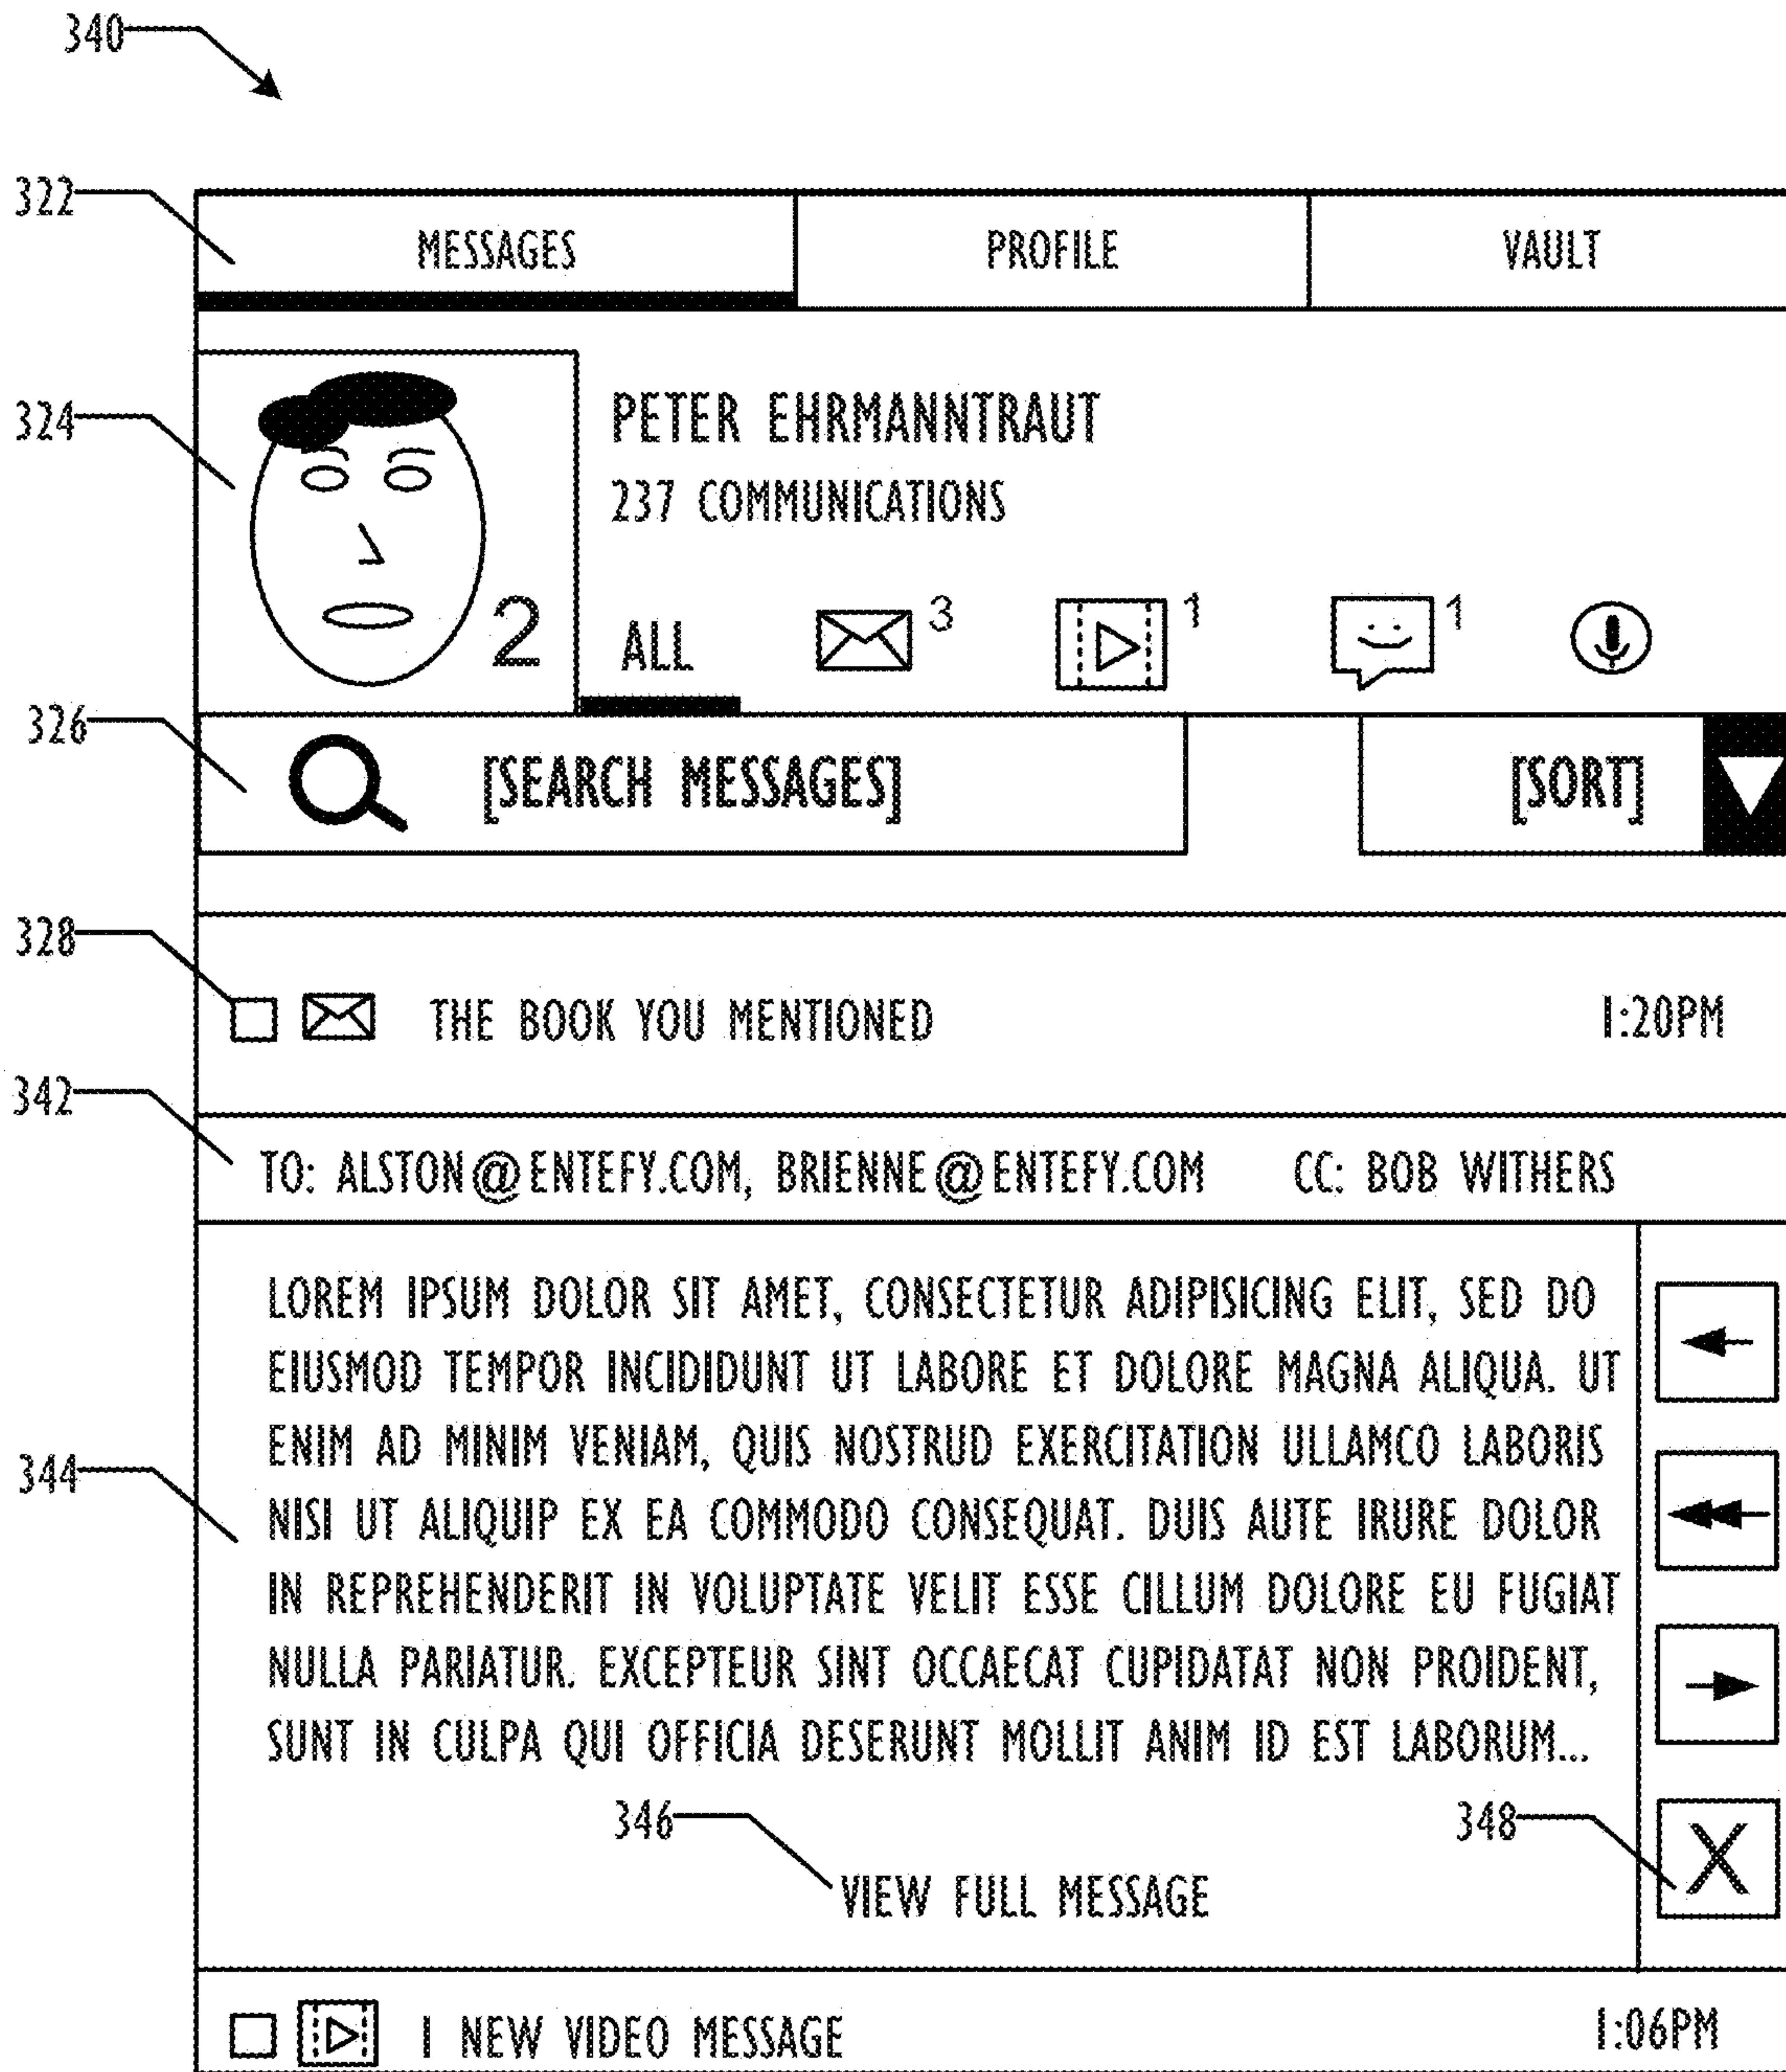 340
322
MESSAGES PROFILE VAULT
324
PETER EHRMANNTRAUT
237 COMMUNICATIONS
2 ALL 3 1 1
326
[SEARCH MESSAGES] [SORT]
328
THE BOOK YOU MENTIONED 1:20PM
342
TO: ALSTON@ENTEFY.COM, BRIENNE@ENTEFY.COM CC: BOB WITHERS
LOREM IPSUM DOLOR SIT AMET, CONSECTETUR ADIPISICING ELIT, SED DO
EIUSMOD TEMPOR INCIDIDUNT UT LABORE ET DOLORE MAGNA ALIQUA. UT
ENIM AD MINIM VENIAM, QUIS NOSTRUD EXERCITATION ULLAMCO LABORIS
344
NISI UT ALIQUIP EX EA COMMODO CONSEQUAT. DUIS AUTE IRURE DOLOR
IN REPREHENDERIT IN VOLUPTATE VELIT ESSE CILLUM DOLORE EU FUGIAT
NULLA PARIATUR. EXCEPTEUR SINT OCCAECAT CUPIDATAT NON PROIDENT,
SUNT IN CULPA QUI OFFICIA DESERUNT MOLLIT ANIM ID EST LABORUM...
346 348
VIEW FULL MESSAGE X
1 NEW VIDEO MESSAGE 1:06PM